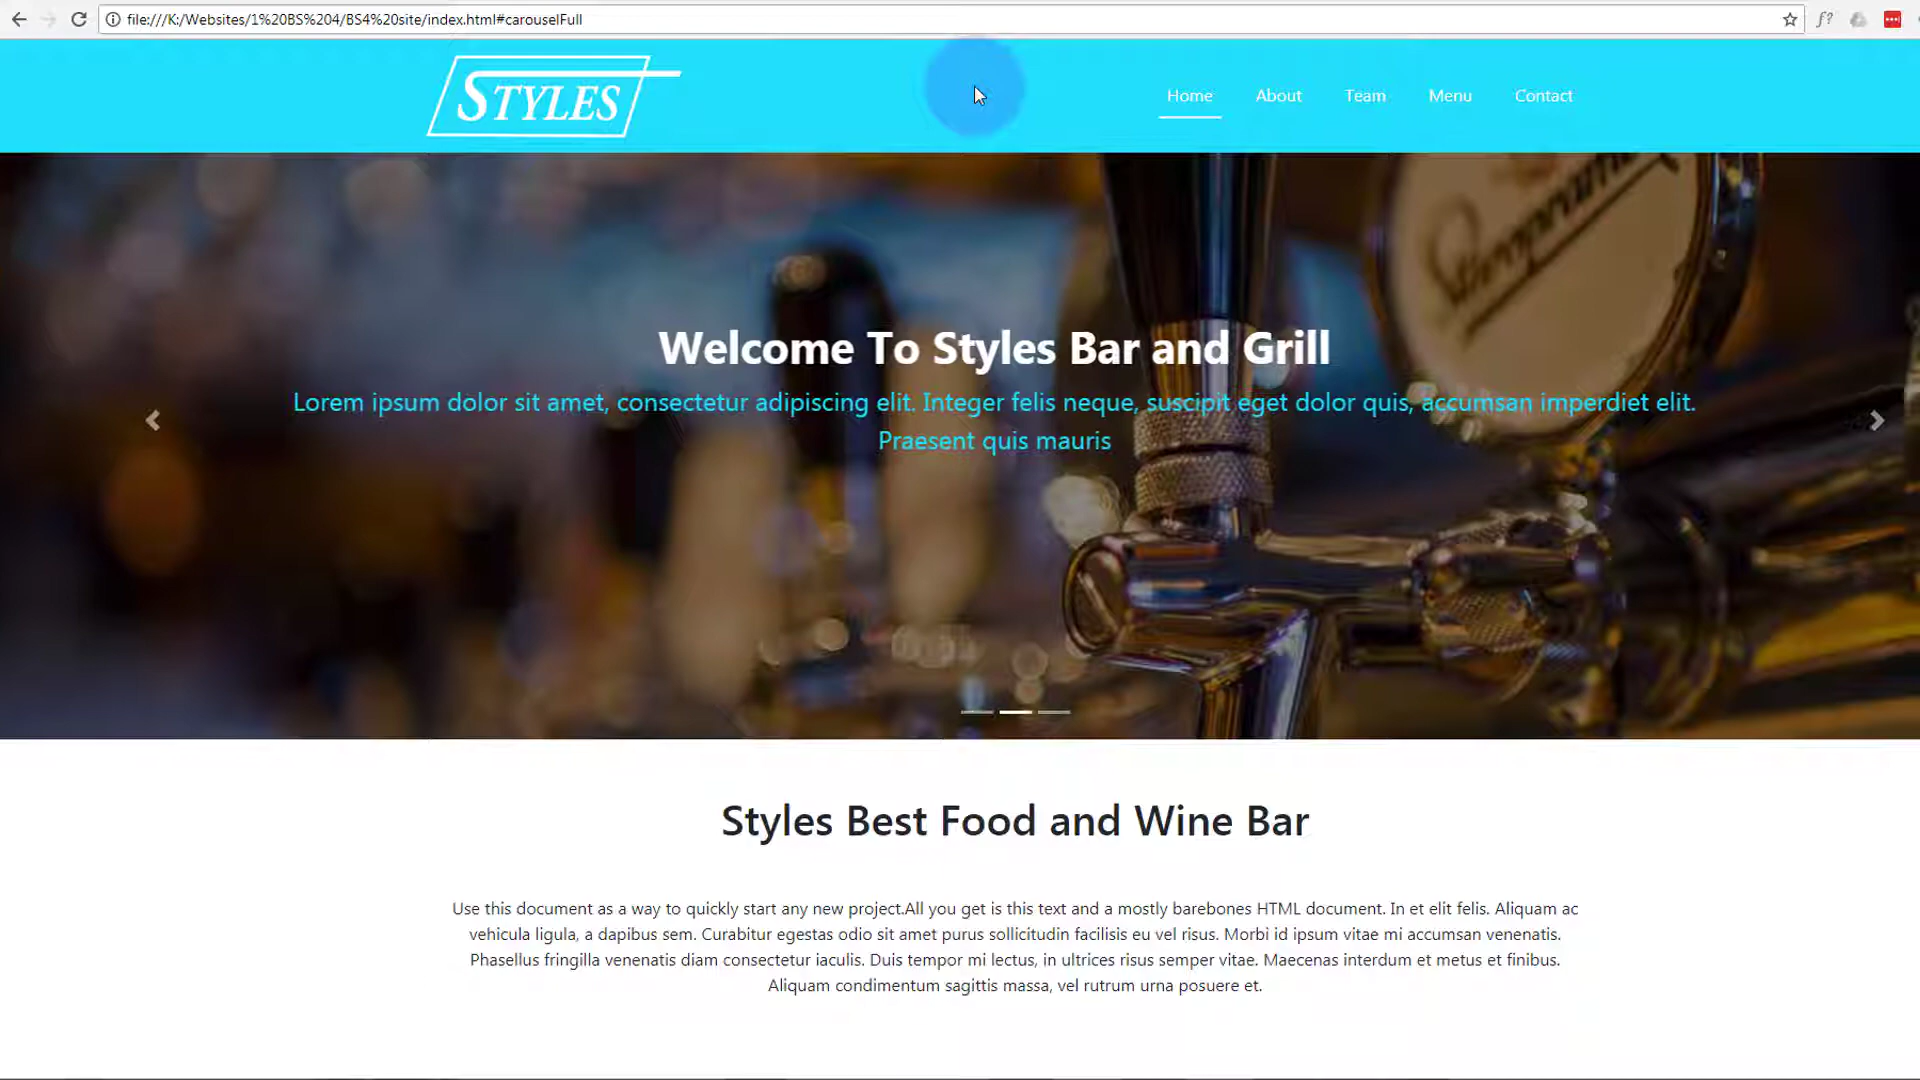 file:///K:/Websites/1%20BS%204/BS4%20site/index.html#carouselFull
f?
STYLES
Home About Team Menu Contact
Welcome To Styles Bar and Grill
Lorem ipsum dolor sit amet, consectetur adipiscing elit. Integer felis neque, suscipit eget dolor quis, accumsan imperdiet elit.
Praesent quis mauris
Styles Best Food and Wine Bar
Use this document as a way to quickly start any new project.All you get is this text and a mostly barebones HTML document. In et elit felis. Aliquam ac
vehicula ligula, a dapibus sem. Curabitur egestas odio sit amet purus sollicitudin facilisis eu vel risus. Morbi id ipsum vitae mi accumsan venenatis.
Phasellus fringilla venenatis diam consectetur iaculis. Duis tempor mi lectus, in ultrices risus semper vitae. Maecenas interdum et metus et finibus.
Aliquam condimentum sagittis massa, vel rutrum urna posuere et.